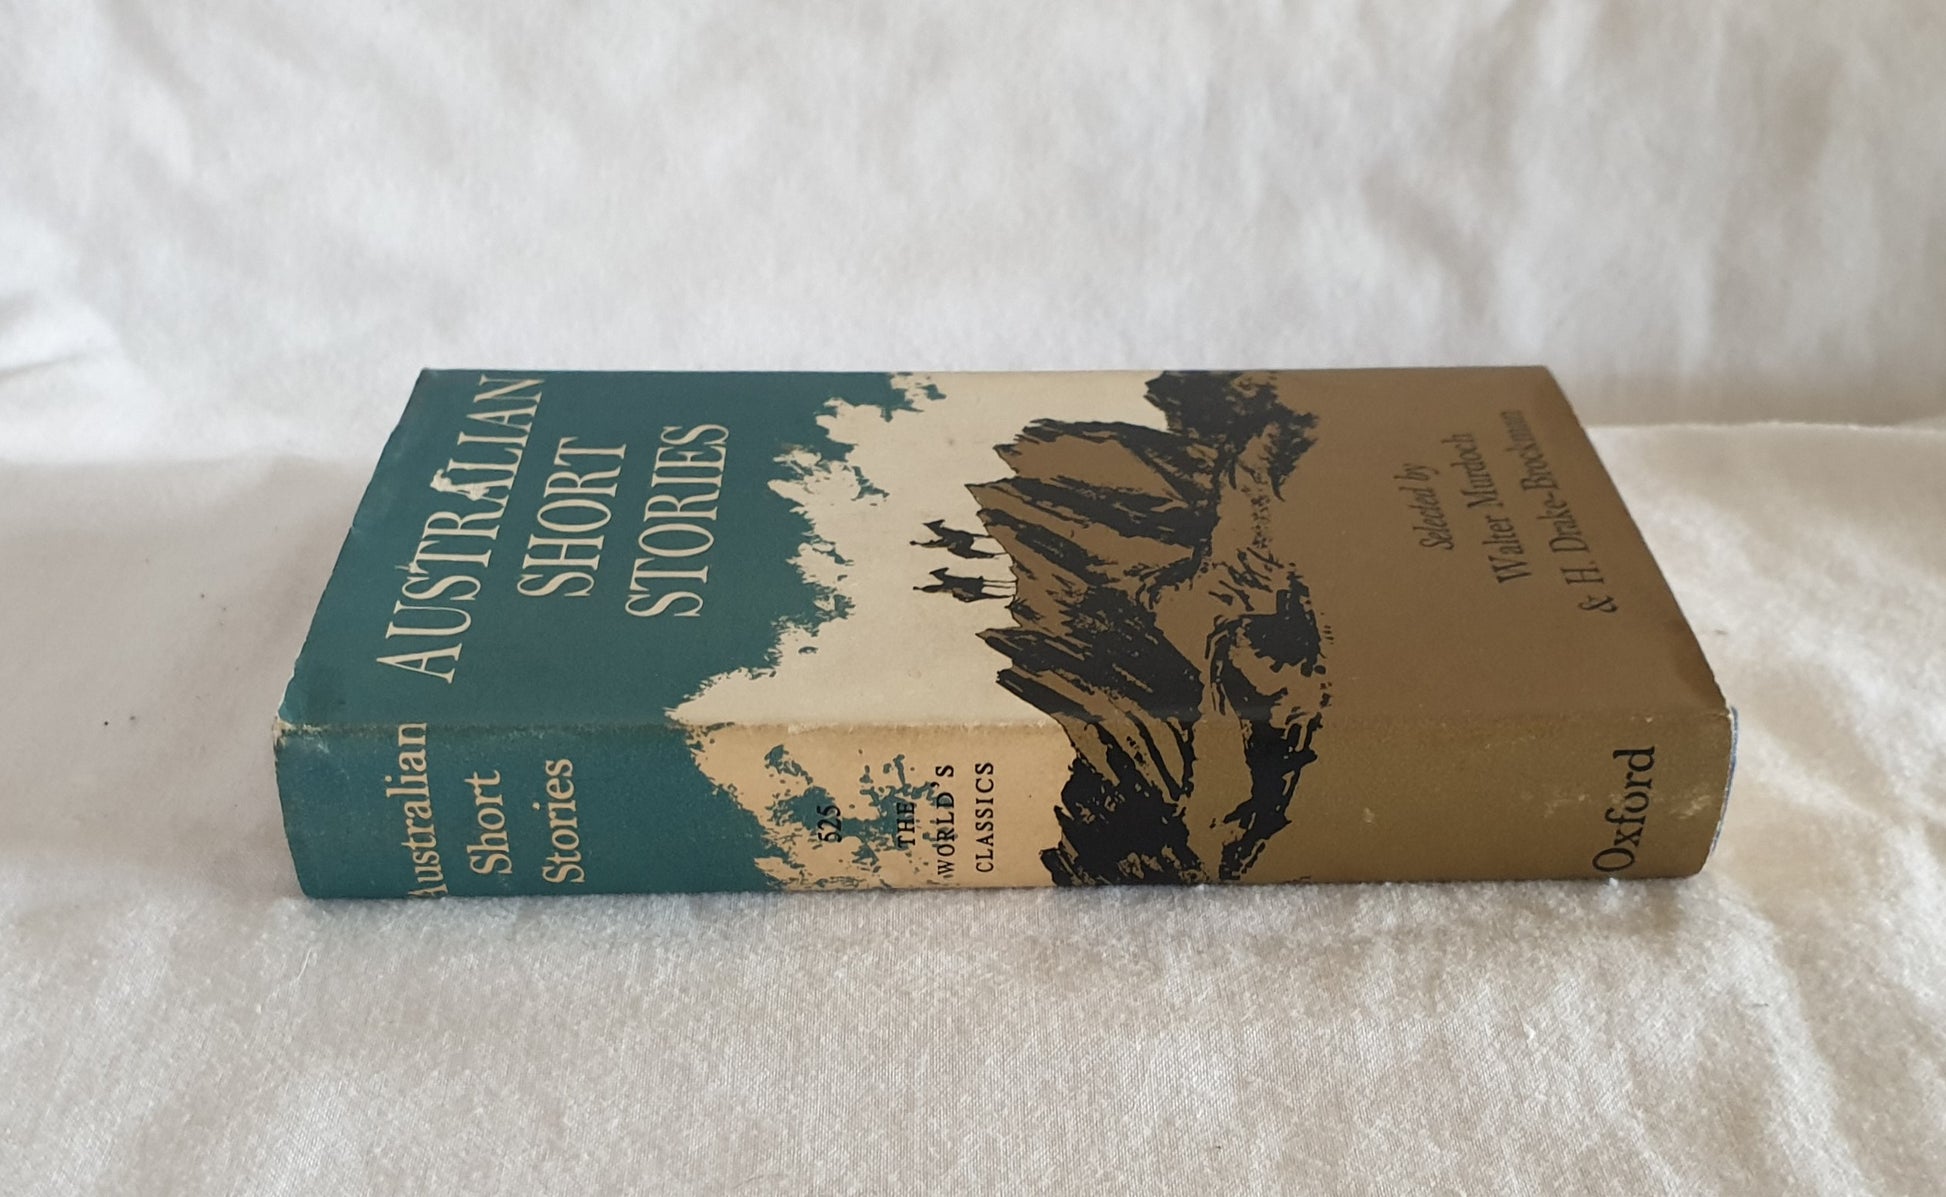 AUSTRALIAN
SHORT
STORIES
Selected by
Walter Murdoch
& H. Drake-Brockman
Australian
Short
Stories
525
THE
WORLD'S
CLASSICS
Oxford